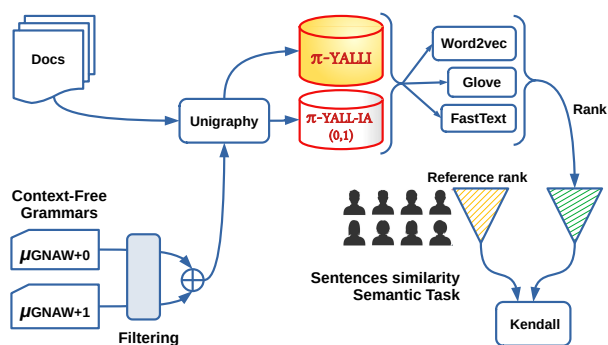 Docs
Unigraphy
π-YALLI
π-YALL-IA
(0,1)
Word2vec
Glove
FastText
Rank
Context-Free
Grammars
μGNAW+0
μGNAW+1
Filtering
Reference rank
Sentences similarity
Semantic Task
Kendall